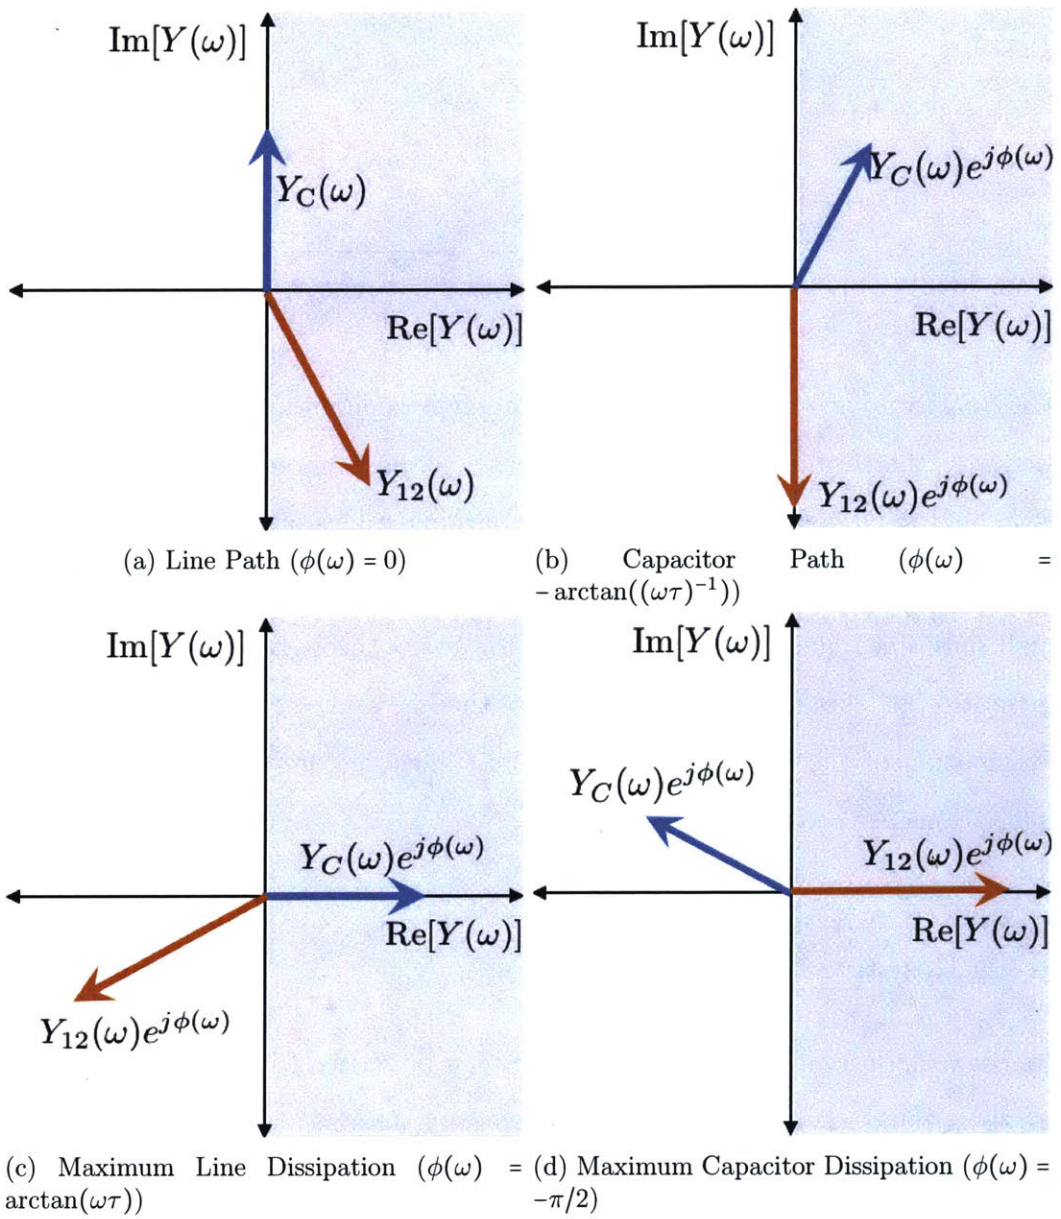 Im[Y(ω)]
Y_C(ω)
Re[Y(ω)]
Y_12(ω)
(a) Line Path (ϕ(ω) = 0)
Im[Y(ω)]
Y_C(ω)e^{jϕ(ω)}
Re[Y(ω)]
Y_12(ω)e^{jϕ(ω)}
(b) Capacitor Path (ϕ(ω) =
– arctan((ωτ)^{−1}))
Im[Y(ω)]
Y_C(ω)e^{jϕ(ω)}
Re[Y(ω)]
Y_12(ω)e^{jϕ(ω)}
(c) Maximum Line Dissipation (ϕ(ω) =
arctan(ωτ))
Im[Y(ω)]
Y_C(ω)e^{jϕ(ω)}
Y_12(ω)e^{jϕ(ω)}
Re[Y(ω)]
(d) Maximum Capacitor Dissipation (ϕ(ω) =
–π/2)